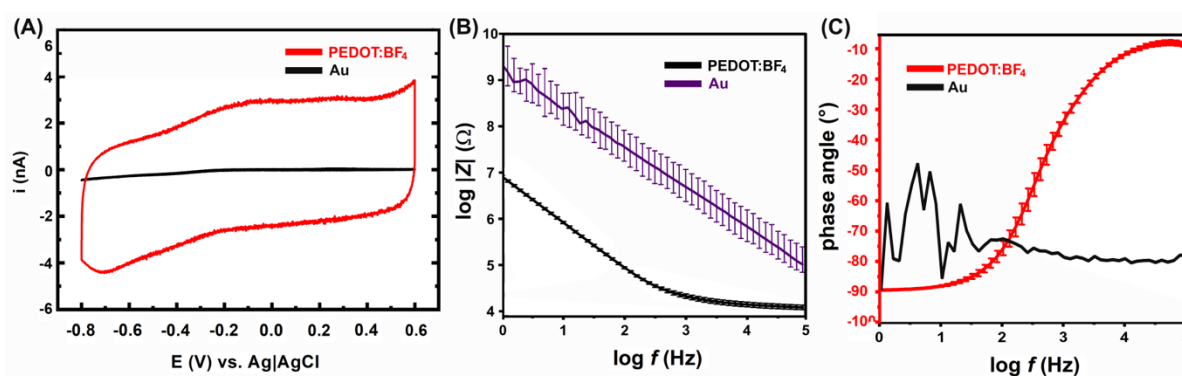 (A)
6
4
2
0
-2
-4
-6
i (nA)
PEDOT:BF₄
Au
-0.8 -0.6 -0.4 -0.2 0.0 0.2 0.4 0.6
E (V) vs. Ag|AgCl
(B)
10
9
8
7
6
5
4
log |Z| (Ω)
PEDOT:BF₄
Au
0 1 2 3 4 5
log f (Hz)
(C)
-10
-20
-30
-40
-50
-60
-70
-80
-90
-100
phase angle (°)
PEDOT:BF₄
Au
0 2 4
log f (Hz)